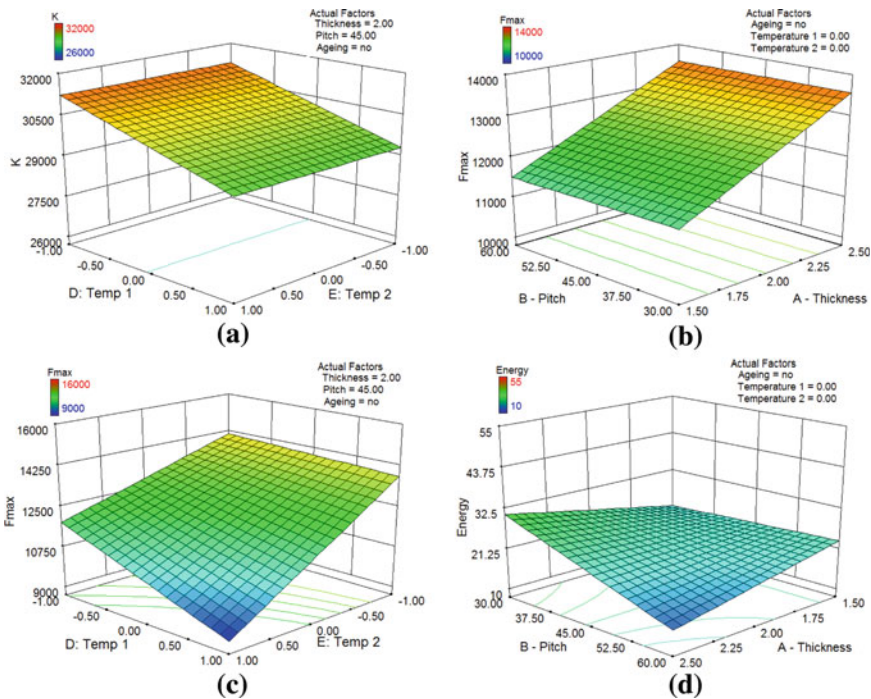 K
32000
26000
Actual Factors
Thickness = 2.00
Pitch = 45.00
Ageing = no
32000
30500
29000
27500
26000
K
-1.00
-0.50
0.00
0.50
1.00
D: Temp 1
1.00
0.50
0.00
-0.50
-1.00
E: Temp 2
(a)
Fmax
14000
10000
Actual Factors
Ageing = no
Temperature 1 = 0.00
Temperature 2 = 0.00
14000
13000
12000
11000
10000
Fmax
60.00
52.50
45.00
37.50
30.00
B - Pitch
1.50
1.75
2.00
2.25
2.50
A - Thickness
(b)
Fmax
16000
9000
Actual Factors
Thickness = 2.00
Pitch = 45.00
Ageing = no
16000
14250
12500
10750
9000
Fmax
-1.00
-0.50
0.00
0.50
1.00
D: Temp 1
1.00
0.50
0.00
-0.50
-1.00
E: Temp 2
(c)
Energy
55
10
Actual Factors
Ageing = no
Temperature 1 = 0.00
Temperature 2 = 0.00
55
43.75
32.5
21.25
10
Energy
30.00
37.50
45.00
52.50
60.00
B - Pitch
2.50
2.25
2.00
1.75
1.50
A - Thickness
(d)